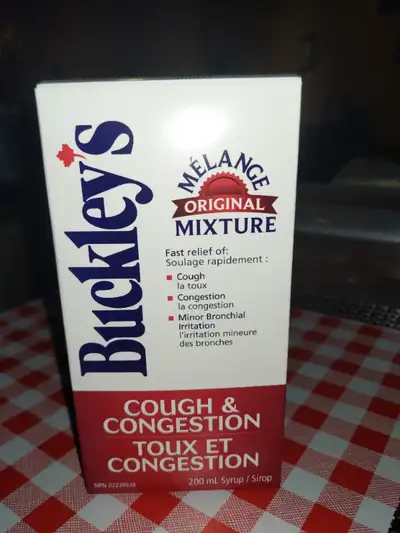 Buckley's
MÉLANGE
ORIGINAL
MIXTURE
Fast relief of:
Soulage rapidement :
Cough
la toux
Congestion
la congestion
Minor Bronchial
Irritation
l'irritation mineure
des bronches
COUGH &
CONGESTION
TOUX ET
CONGESTION
200 mL Syrup / Sirop
NPN